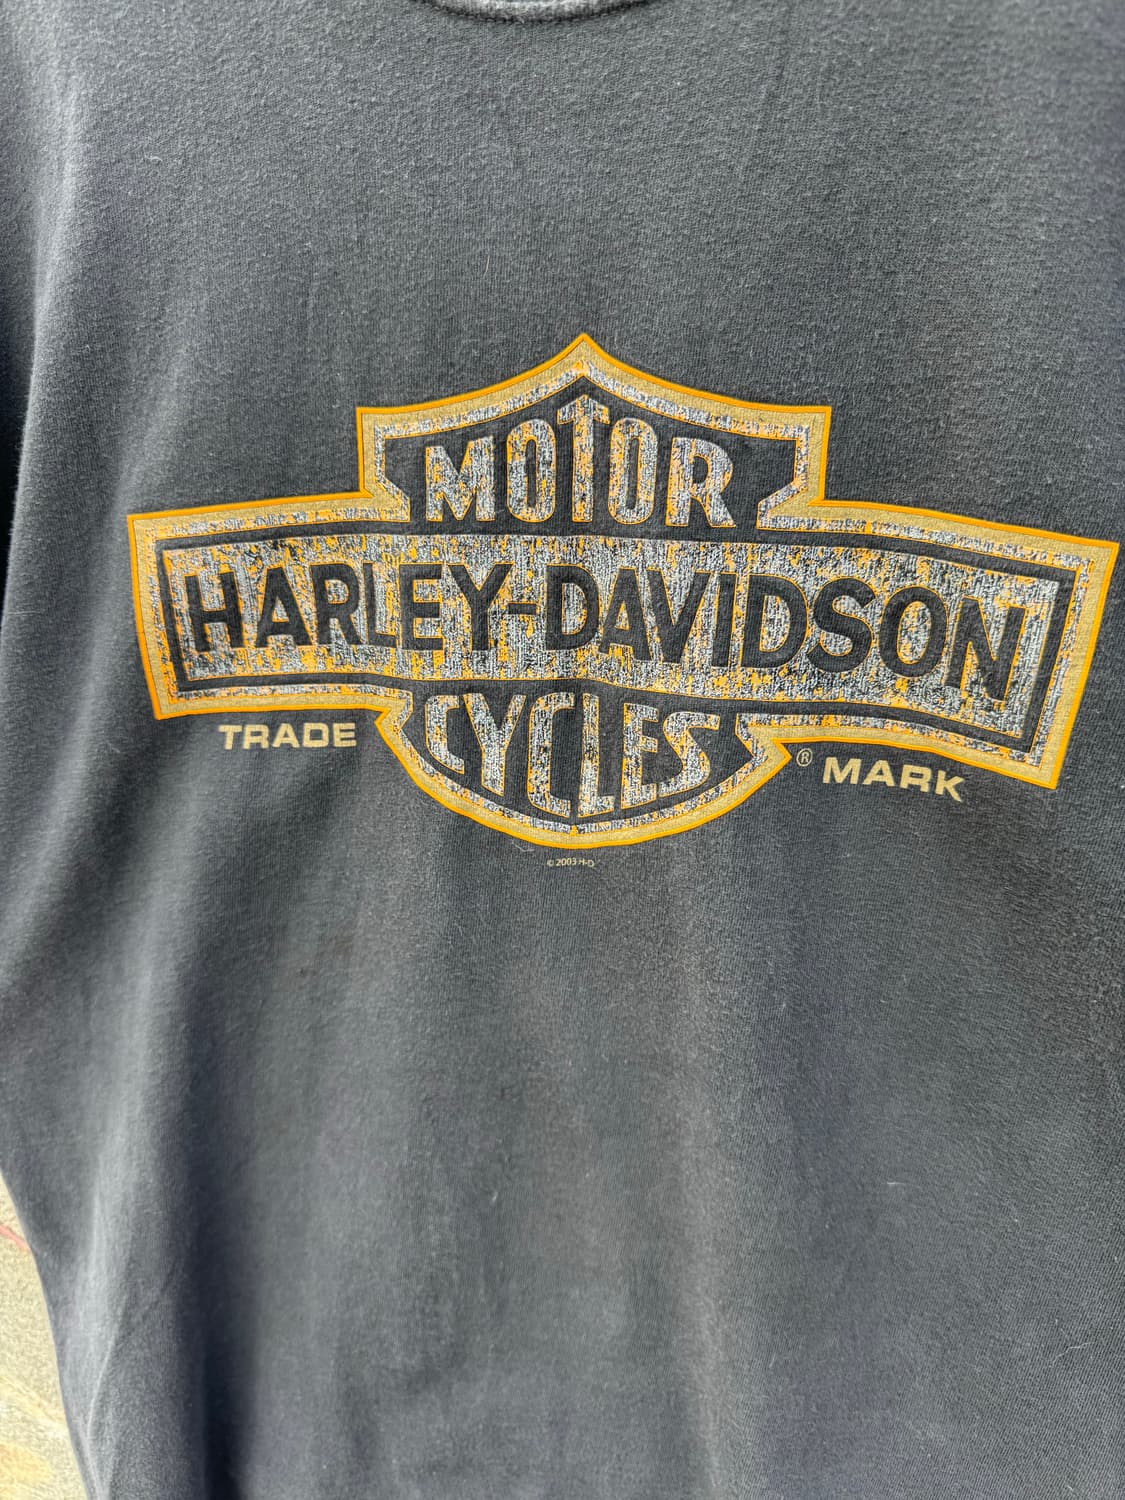 MOTOR
HARLEY-DAVIDSON
CYCLES
TRADE ® MARK
© 2003 H-D